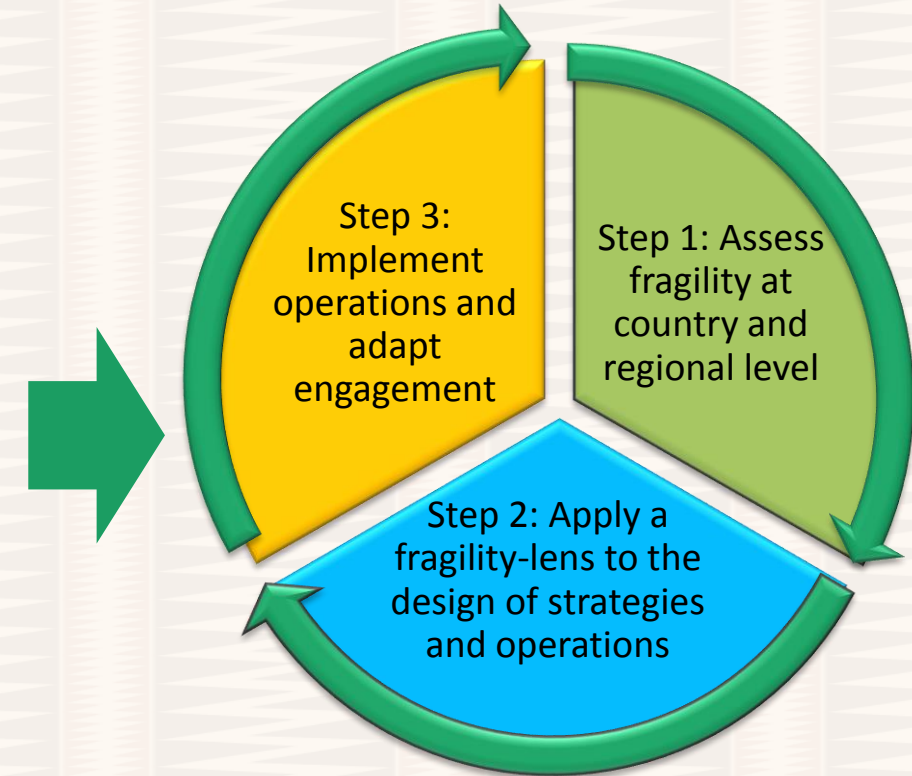 Step 1: Assess
fragility at
country and
regional level
Step 2: Apply a
fragility-lens to the
design of strategies
and operations
Step 3:
Implement
operations and
adapt
engagement